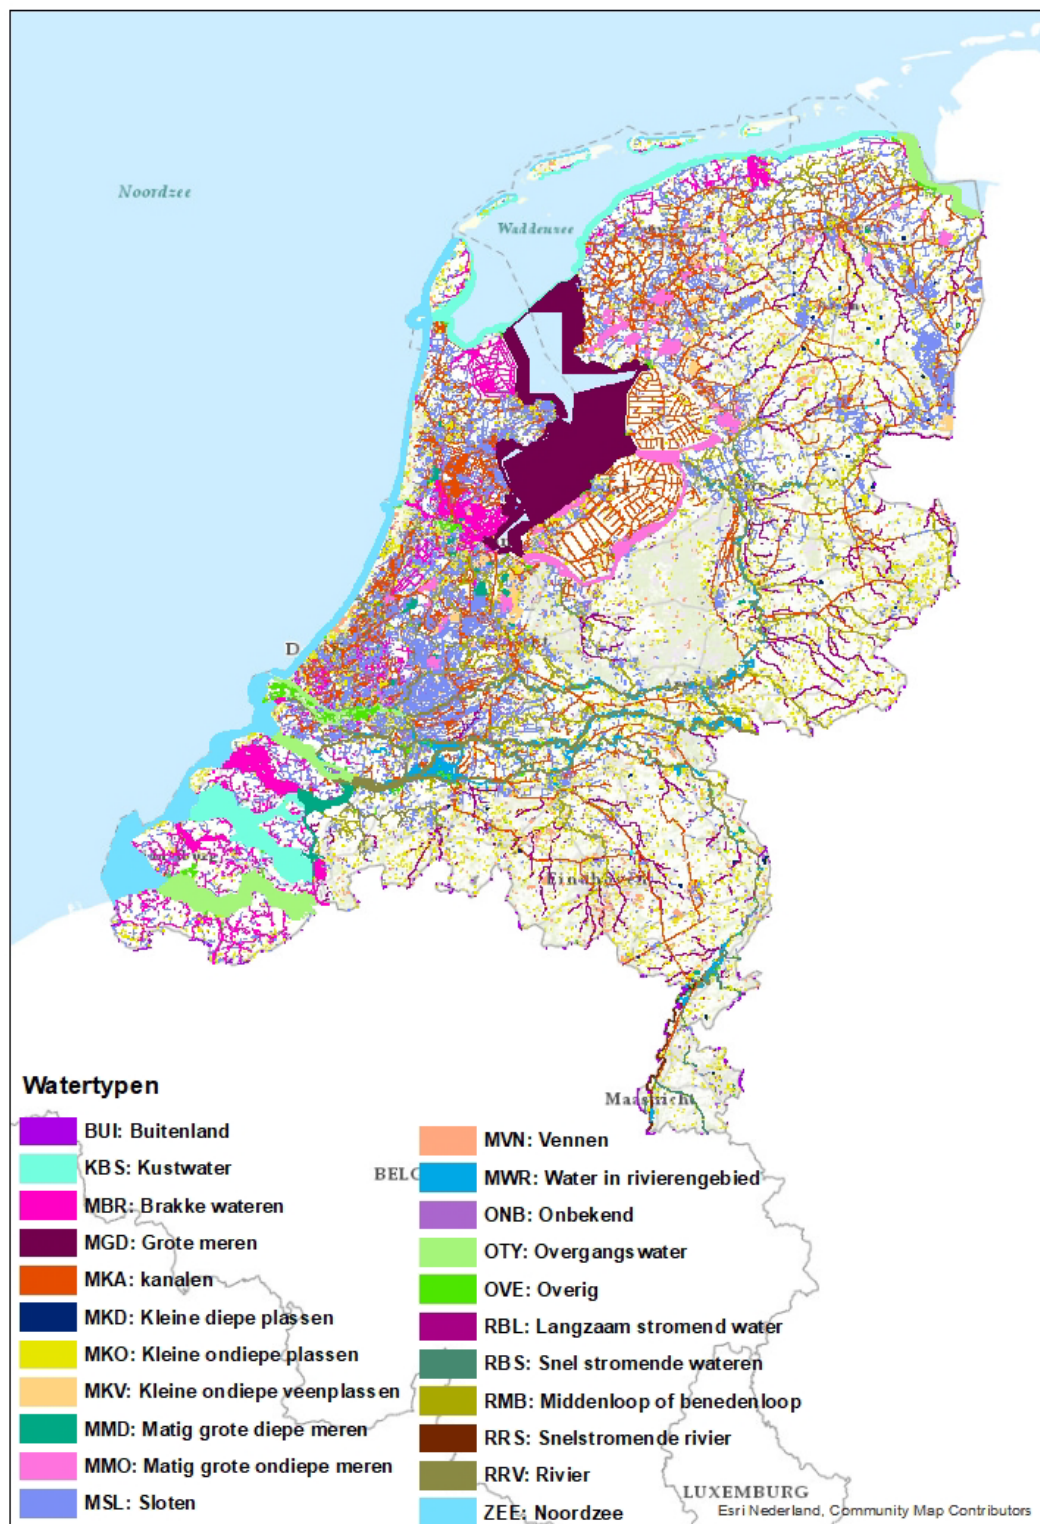 Noordzee
Waddenzee
D
Eindhoven
Maastricht
BELG
LUXEMBURG
Watertypen
BUI: Buitenland
KBS: Kustwater
MBR: Brakke wateren
MGD: Grote meren
MKA: kanalen
MKD: Kleine diepe plassen
MKO: Kleine ondiepe plassen
MKV: Kleine ondiepe veenplassen
MMD: Matig grote diepe meren
MMO: Matig grote ondiepe meren
MSL: Sloten
MVN: Vennen
MWR: Water in rivierengebied
ONB: Onbekend
OTY: Overgangswater
OVE: Overig
RBL: Langzaam stromend water
RBS: Snel stromende wateren
RMB: Middenloop of benedenloop
RRS: Snelstromende rivier
RRV: Rivier
ZEE: Noordzee
Esri Nederland, Community Map Contributors